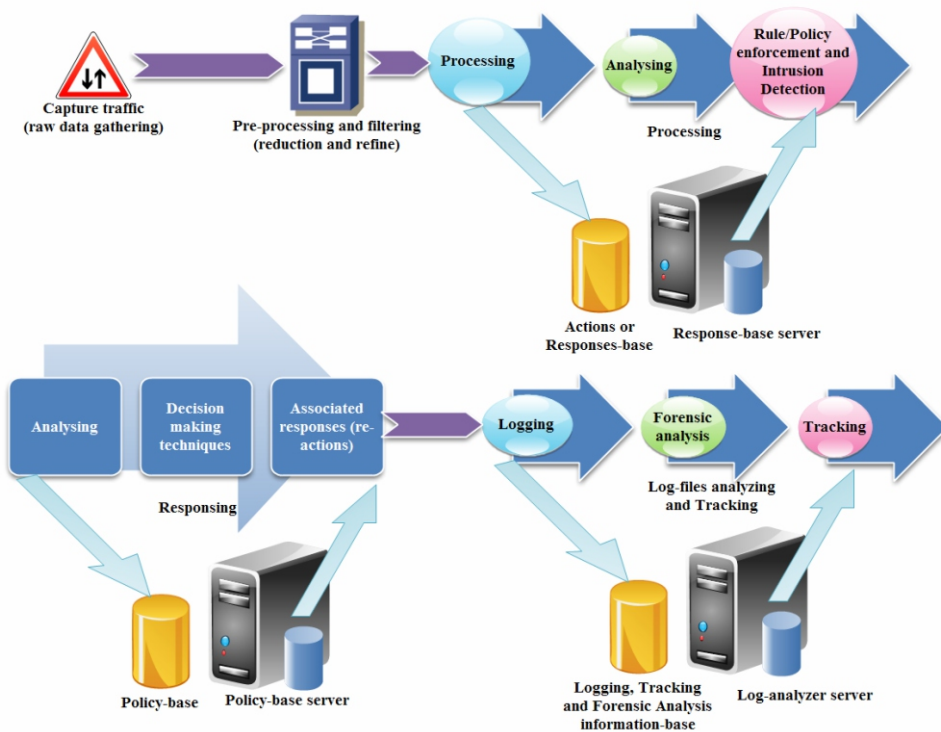 Capture traffic
(raw data gathering)
Pre-processing and filtering
(reduction and refine)
Processing
Analysing
Rule/Policy
enforcement and
Intrusion
Detection
Processing
Actions or
Responses-base
Response-base server
Analysing
Decision
making
techniques
Associated
responses (re-
actions)
Responsing
Policy-base
Policy-base server
Logging
Forensic
analysis
Tracking
Log-files analyzing
and Tracking
Logging, Tracking
and Forensic Analysis
information-base
Log-analyzer server